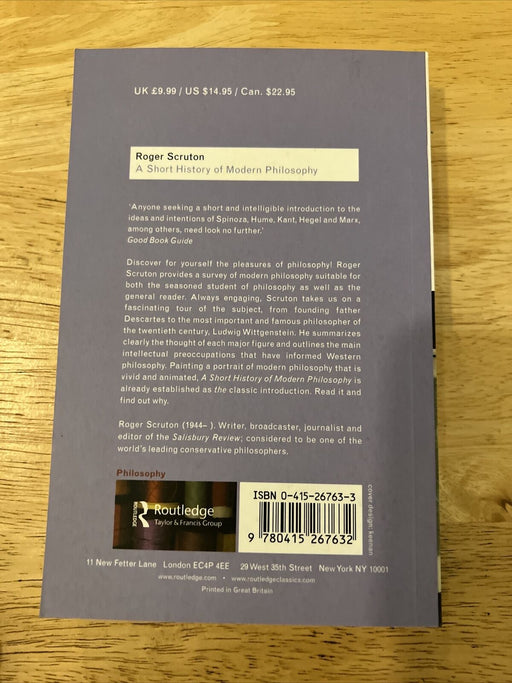 UK £9.99 / US $14.95 / Can. $22.95
Roger Scruton
A Short History of Modern Philosophy
'Anyone seeking a short and intelligible introduction to the
ideas and intentions of Spinoza, Hume, Kant, Hegel and Marx,
among others, need look no further.'
Good Book Guide
Discover for yourself the pleasures of philosophy! Roger
Scruton provides a survey of modern philosophy suitable for
both the seasoned student of philosophy as well as the
general reader. Always engaging, Scruton takes us on a
fascinating tour of the subject, from founding father
Descartes to the most important and famous philosopher of
the twentieth century, Ludwig Wittgenstein. He summarizes
clearly the thought of each major figure and outlines the main
intellectual preoccupations that have informed Western
philosophy. Painting a portrait of modern philosophy that is
vivid and animated, A Short History of Modern Philosophy is
already established as the classic introduction. Read it and
find out why.
Roger Scruton (1944– ). Writer, broadcaster, journalist and
editor of the Salisbury Review; considered to be one of the
world's leading conservative philosophers.
Philosophy
ROUTLEDGE
Routledge
Taylor & Francis Group
ISBN 0-415-26763-3
9 780415 267632
cover design: keenan
11 New Fetter Lane London EC4P 4EE 29 West 35th Street New York NY 10001
www.routledge.com • www.routledgeclassics.com
Printed in Great Britain